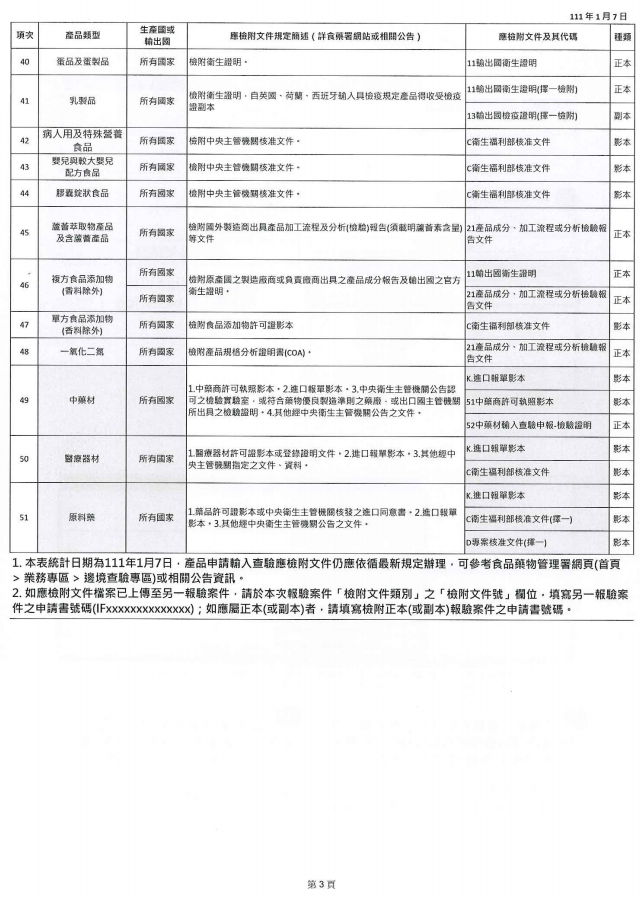 111 年 1 月 7 日
項次 產品類型 生產國或輸出國 應檢附文件規定簡述（詳食藥署網站或相關公告） 應檢附文件及其代碼 種類
40 蛋品及蛋製品 所有國家 檢附衛生證明。 11輸出國衛生證明 正本
41 乳製品 所有國家 檢附衛生證明，自英國、荷蘭、西班牙輸入具檢疫規定產品得收受檢疫
證副本
11輸出國衛生證明(擇一檢附) 正本
13輸出國檢疫證明(擇一檢附) 副本
42 病人用及特殊營養
食品 所有國家 檢附中央主管機關核准文件。 C衛生福利部核准文件 影本
43 嬰兒與較大嬰兒
配方食品 所有國家 檢附中央主管機關核准文件。 C衛生福利部核准文件 影本
44 膠囊錠狀食品 所有國家 檢附中央主管機關核准文件。 C衛生福利部核准文件 影本
45 蘆薈萃取物產品
及含蘆薈產品 所有國家 檢附國外製造商出具產品加工流程及分析(檢驗)報告(須載明蘆薈素含量)
等文件
21產品成分、加工流程或分析檢驗報
告文件 正本
46 複方食品添加物
(香料除外) 所有國家 檢附原產國之製造廠商或負責廠商出具之產品成分報告及輸出國之官方
衛生證明。
11輸出國衛生證明 正本
所有國家 21產品成分、加工流程或分析檢驗報
告文件 正本
47 單方食品添加物
(香料除外) 所有國家 檢附食品添加物許可證影本 C衛生福利部核准文件 影本
48 一氧化二氮 所有國家 檢附產品規格分析證明書(COA)。 21產品成分、加工流程或分析檢驗報
告文件 正本
49 中藥材 所有國家 1.中藥商許可執照影本。2.進口報單影本。3.中央衛生主管機關公告認
可之檢驗實驗室，或符合藥物優良製造準則之藥廠，或出口國主管機關
所出具之檢驗證明。4.其他經中央衛生主管機關公告之文件。
K.進口報單影本 影本
51中藥商許可執照影本 影本
52中藥材輸入查驗申報-檢驗證明 正本
50 醫療器材 所有國家 1.醫療器材許可證影本或登錄證明文件。2.進口報單影本。3.其他經中
央主管機關指定之文件、資料。
K.進口報單影本 影本
C衛生福利部核准文件 影本
51 原料藥 所有國家 1.藥品許可證影本或中央衛生主管機關核發之進口同意書。2.進口報單
影本。3.其他經中央衛生主管機關公告之文件。
K.進口報單影本 影本
C衛生福利部核准文件(擇一) 影本
D專案核准文件(擇一) 影本
1. 本表統計日期為111年1月7日，產品申請輸入查驗應檢附文件仍應依循最新規定辦理，可參考食品藥物管理署網頁(首頁
> 業務專區 > 邊境查驗專區)或相關公告資訊。
2. 如應檢附文件檔案已上傳至另一報驗案件，請於本次報驗案件「檢附文件類別」之「檢附文件號」欄位，填寫另一報驗案
件之申請書號碼(IFxxxxxxxxxxxxxx)；如應屬正本(或副本)者，請填寫檢附正本(或副本)報驗案件之申請書號碼。
第 3 頁